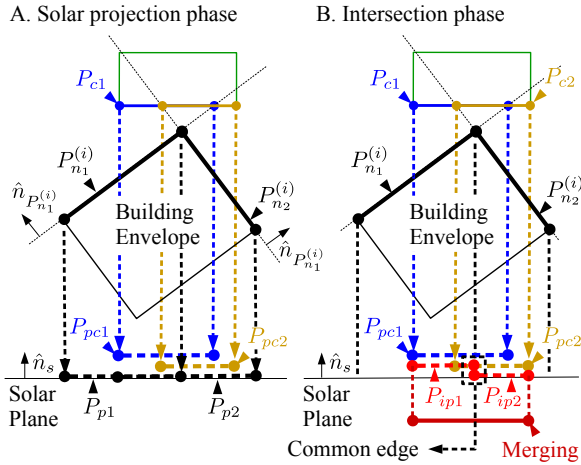 A. Solar projection phase
B. Intersection phase
P_{c1}
P_{n_1}^{(i)}
\hat{n}_{P_{n_1}^{(i)}}
Building
Envelope
P_{n_2}^{(i)}
\hat{n}_{P_{n_1}^{(i)}}
P_{pc1}
P_{pc2}
\hat{n}_s
Solar
Plane
P_{p1}
P_{p2}
P_{c1}
P_{c2}
P_{n_1}^{(i)}
P_{n_2}^{(i)}
Building
Envelope
P_{pc1}
P_{pc2}
\hat{n}_s
Solar
Plane
P_{ip1}
P_{ip2}
Common edge
Merging